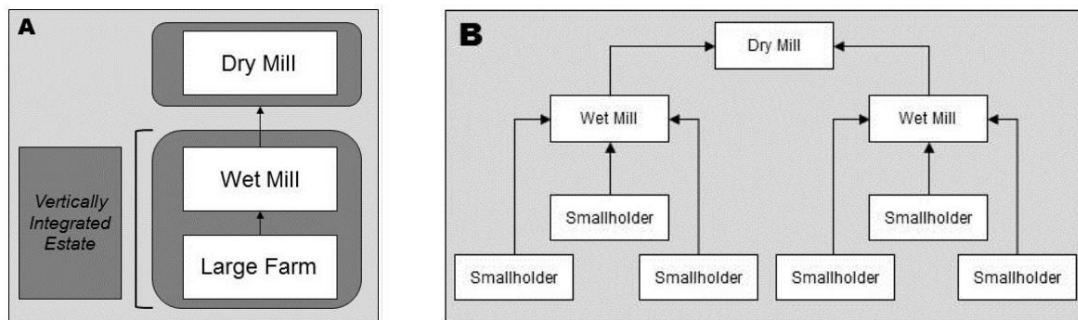 A
Dry Mill
Wet Mill
Vertically
Integrated
Estate
Large Farm
B
Dry Mill
Wet Mill
Wet Mill
Smallholder
Smallholder
Smallholder
Smallholder
Smallholder
Smallholder